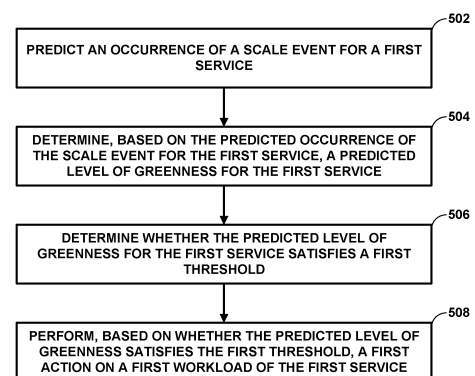 502
PREDICT AN OCCURRENCE OF A SCALE EVENT FOR A FIRST
SERVICE
504
DETERMINE, BASED ON THE PREDICTED OCCURRENCE OF
THE SCALE EVENT FOR THE FIRST SERVICE, A PREDICTED
LEVEL OF GREENNESS FOR THE FIRST SERVICE
506
DETERMINE WHETHER THE PREDICTED LEVEL OF
GREENNESS FOR THE FIRST SERVICE SATISFIES A FIRST
THRESHOLD
508
PERFORM, BASED ON WHETHER THE PREDICTED LEVEL OF
GREENNESS SATISFIES THE FIRST THRESHOLD, A FIRST
ACTION ON A FIRST WORKLOAD OF THE FIRST SERVICE